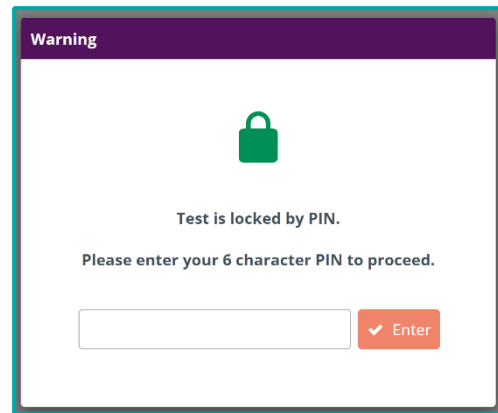 Warning
Test is locked by PIN.
Please enter your 6 character PIN to proceed.
Enter